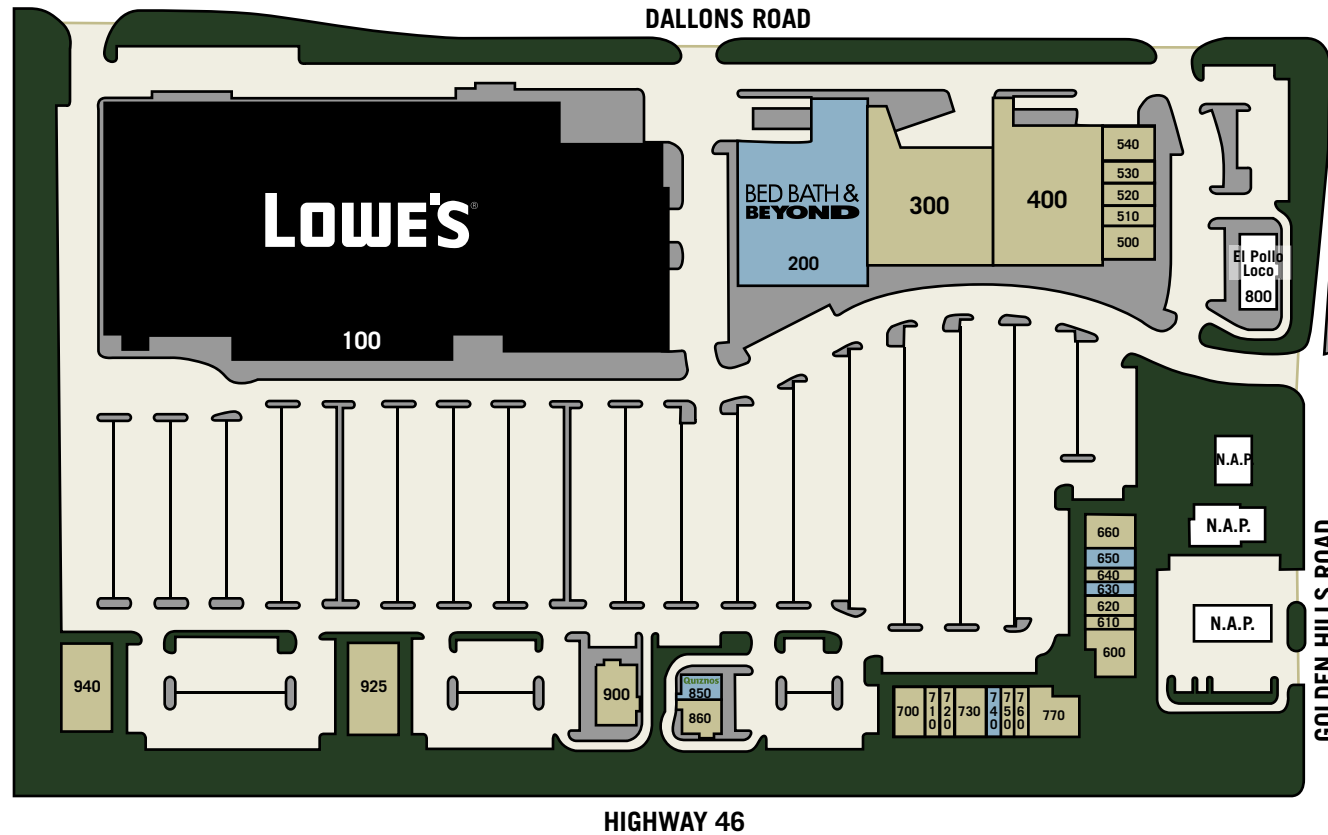 DALLONS ROAD
LOWE'S®
100
BED BATH &
BEYOND
200
300
400
540
530
520
510
500
El Pollo
Loco
800
N.A.P.
N.A.P.
N.A.P.
GOLDEN HILLS ROAD
660
650
640
630
620
610
600
940
925
900
Quiznos
850
860
700
710
720
730
740
750
760
770
HIGHWAY 46